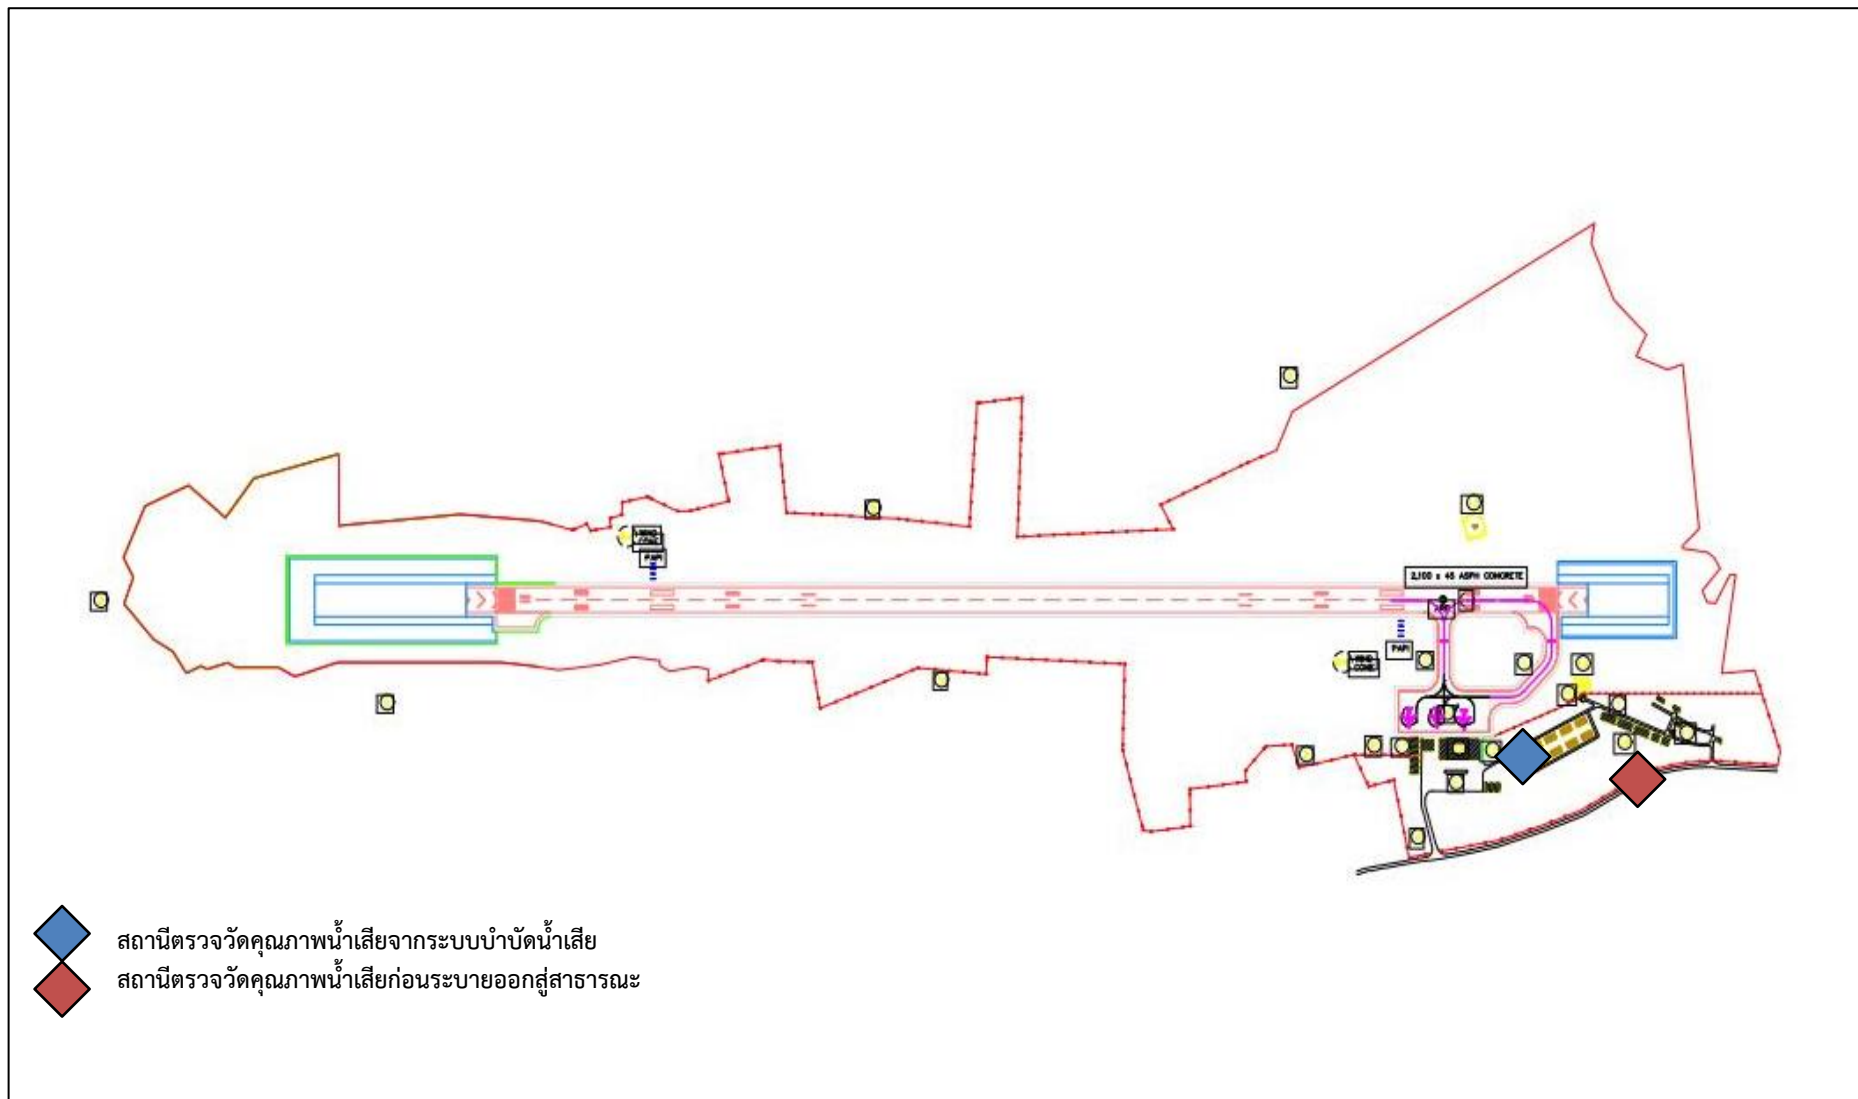 WIND
CONE
PAPI
2,100 x 45 ASPH CONCRETE
WIND
CONE
PAPI
สถานีตรวจวัดคุณภาพน้ำเสียจากระบบบำบัดน้ำเสีย
สถานีตรวจวัดคุณภาพน้ำเสียก่อนระบายออกสู่สาธารณะ